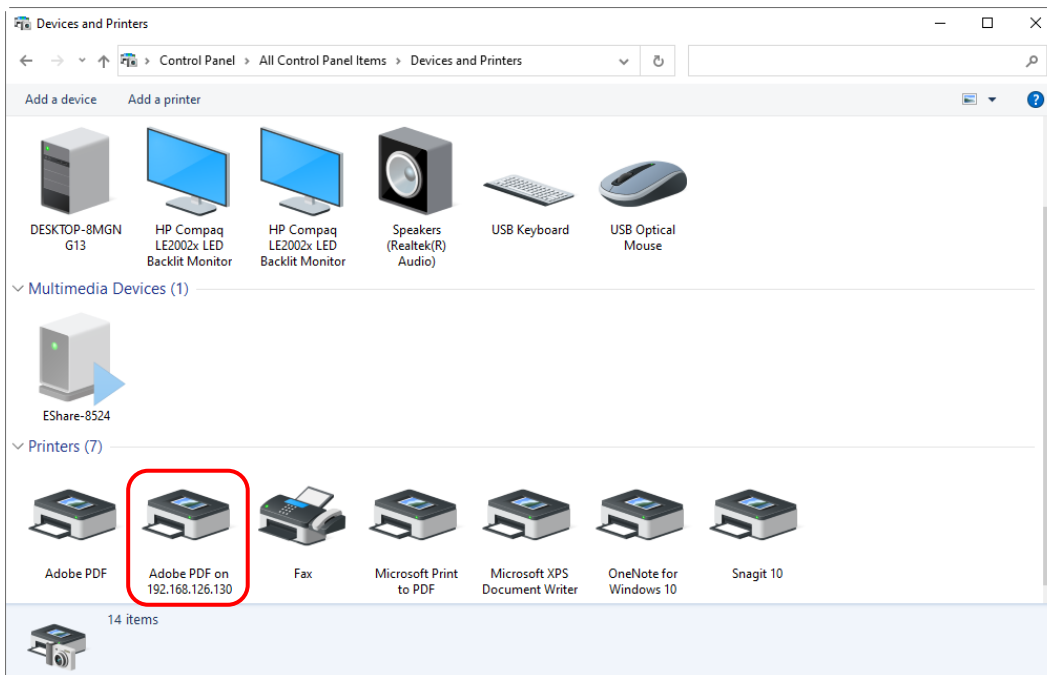 Devices and Printers
Control Panel > All Control Panel Items > Devices and Printers
Add a device Add a printer
DESKTOP-8MGN
G13
HP Compaq
LE2002x LED
Backlit Monitor
HP Compaq
LE2002x LED
Backlit Monitor
Speakers
(Realtek(R)
Audio)
USB Keyboard
USB Optical
Mouse
Multimedia Devices (1)
EShare-8524
Printers (7)
Adobe PDF
Adobe PDF on
192.168.126.130
Fax
Microsoft Print
to PDF
Microsoft XPS
Document Writer
OneNote for
Windows 10
Snagit 10
14 items